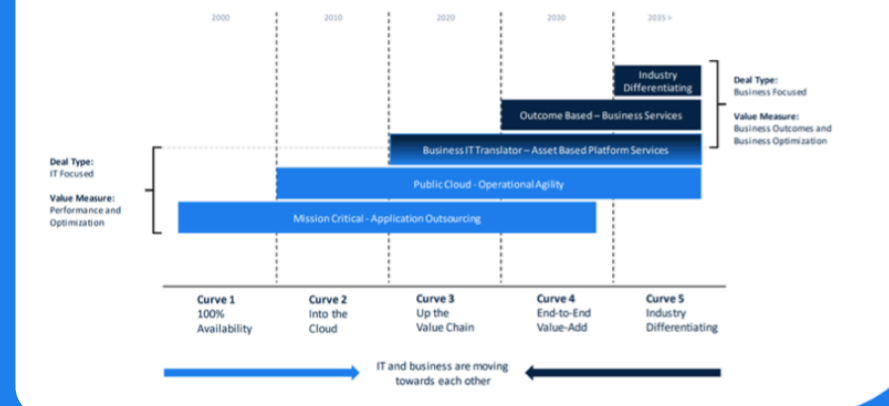 2000
2010
2020
2030
2035 >
Industry
Differentiating
Outcome Based – Business Services
Business IT Translator – Asset Based Platform Services
Public Cloud - Operational Agility
Mission Critical - Application Outsourcing
Deal Type:
IT Focused
Value Measure:
Performance and
Optimization
Deal Type:
Business Focused
Value Measure:
Business Outcomes and
Business Optimization
Curve 1
100%
Availability
Curve 2
Into the
Cloud
Curve 3
Up the
Value Chain
Curve 4
End-to-End
Value-Add
Curve 5
Industry
Differentiating
IT and business are moving
towards each other